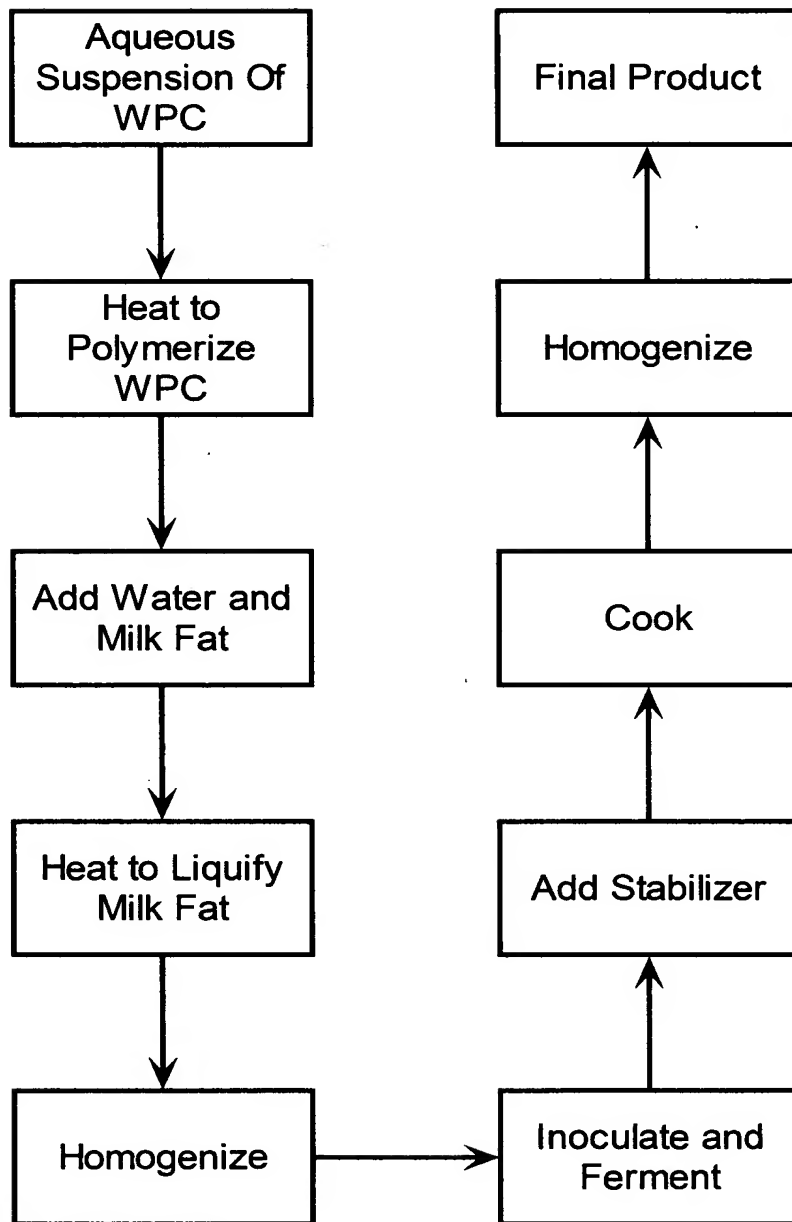 Aqueous
Suspension Of
WPC
Heat to
Polymerize
WPC
Add Water and
Milk Fat
Heat to Liquify
Milk Fat
Homogenize
Inoculate and
Ferment
Add Stabilizer
Cook
Homogenize
Final Product